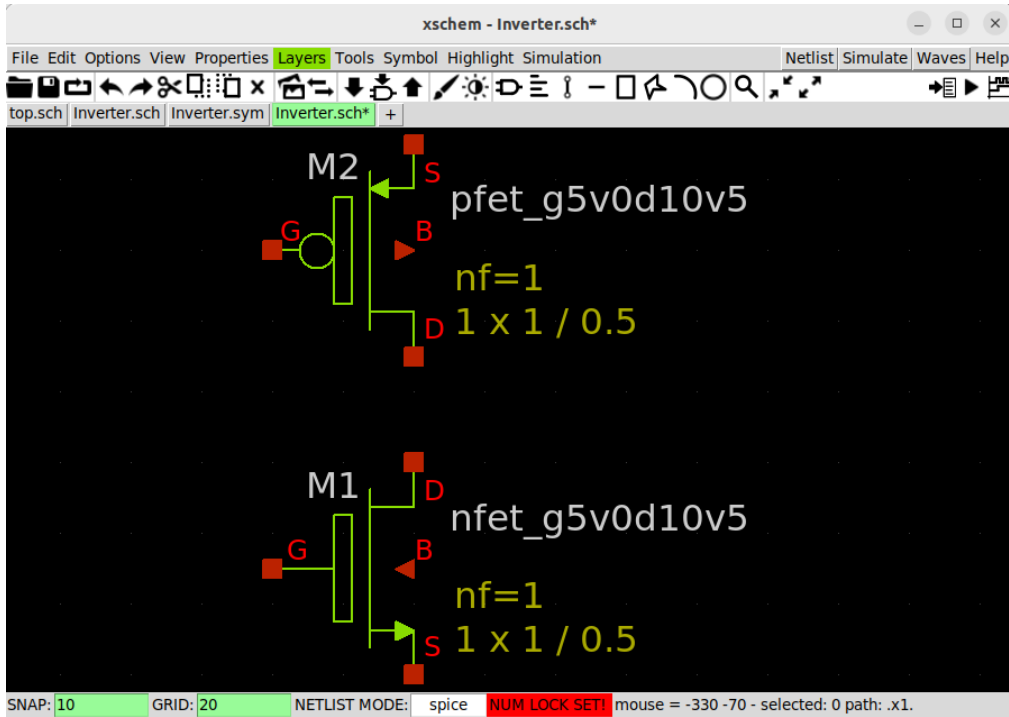 xschem - Inverter.sch*
File Edit Options View Properties Layers Tools Symbol Highlight Simulation Netlist Simulate Waves Help
top.sch Inverter.sch Inverter.sym Inverter.sch* +
M2
S
pfet_g5v0d10v5
G
B
nf=1
D 1 x 1 / 0.5
M1
D
nfet_g5v0d10v5
G
B
nf=1
S 1 x 1 / 0.5
SNAP: 10 GRID: 20 NETLIST MODE: spice NUM LOCK SET! mouse = -330 -70 - selected: 0 path: .x1.